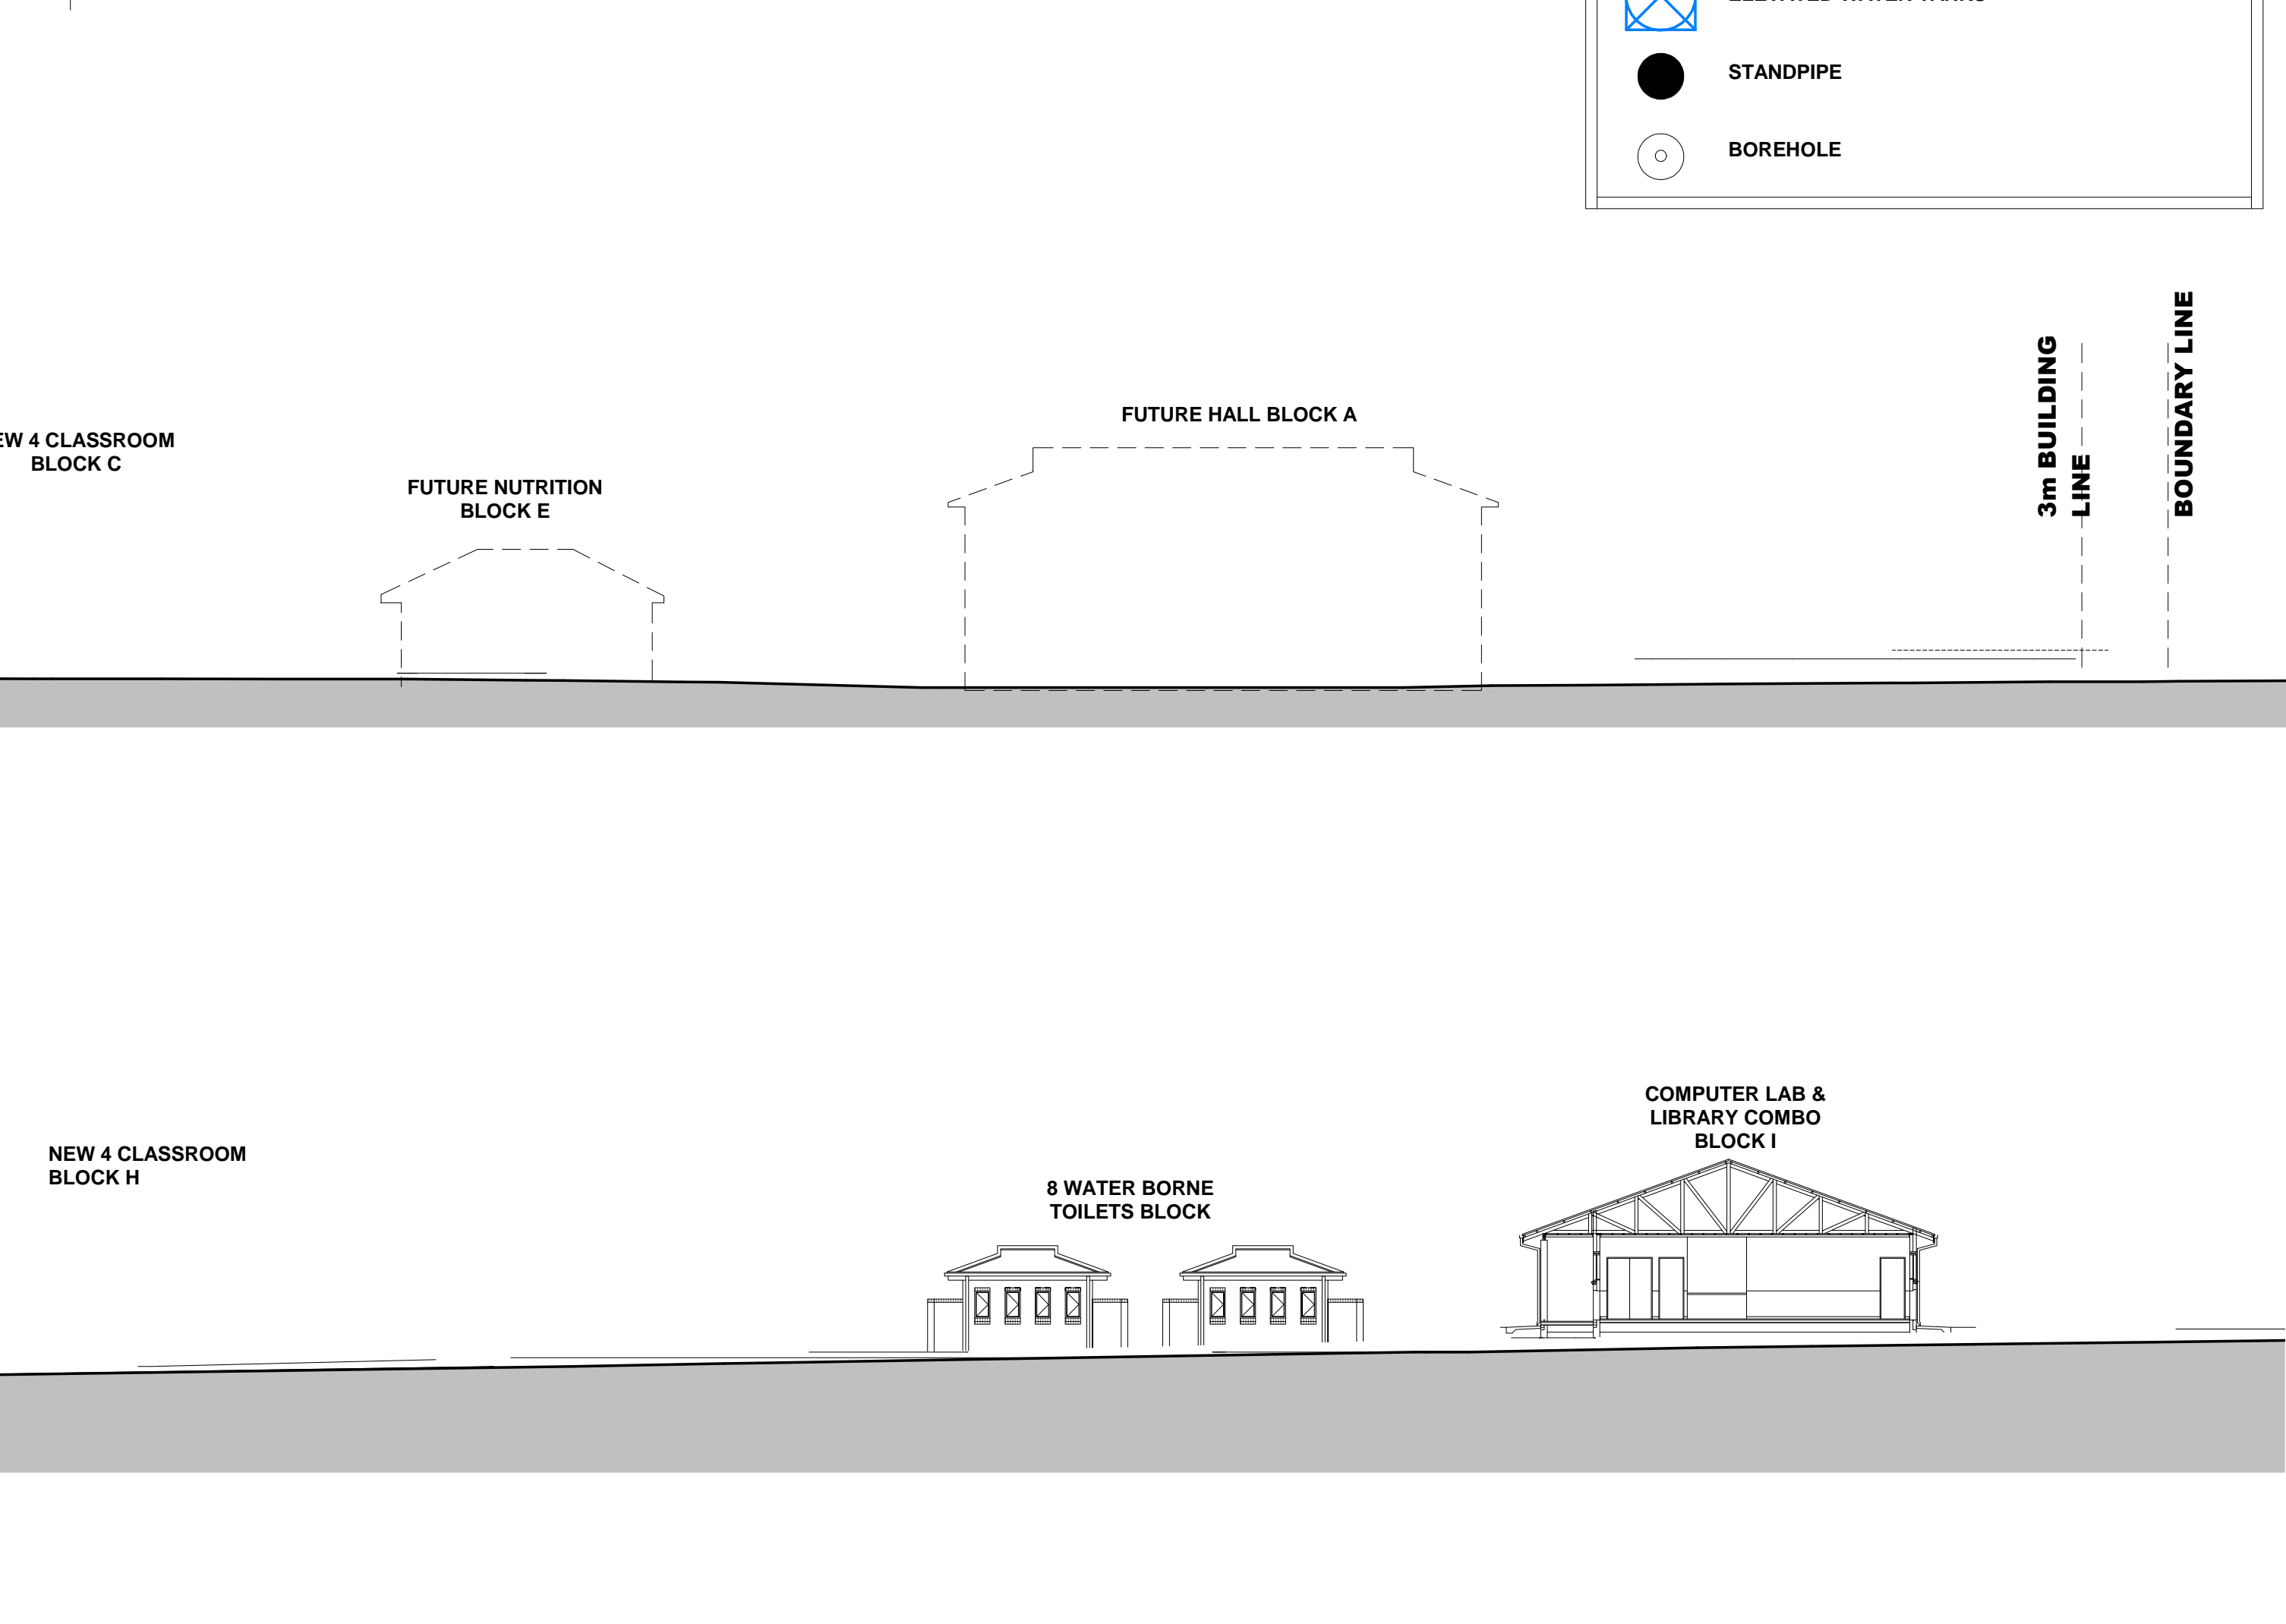 STANDPIPE
BOREHOLE
3m BUILDING
LINE
BOUNDARY LINE
FUTURE HALL BLOCK A
4 CLASSROOM
BLOCK C
FUTURE NUTRITION
BLOCK E
COMPUTER LAB &
LIBRARY COMBO
BLOCK I
NEW 4 CLASSROOM
BLOCK H
8 WATER BORNE
TOILETS BLOCK